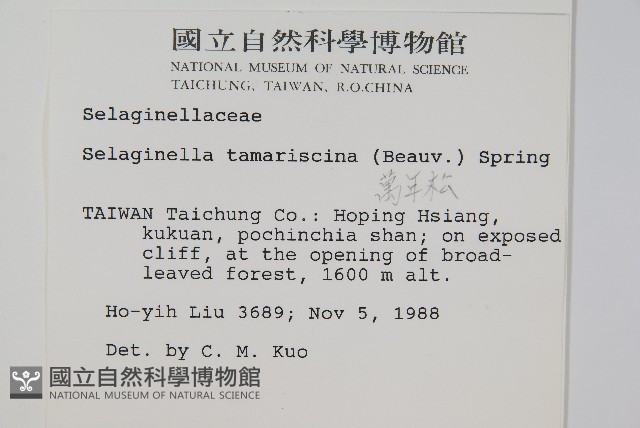 國立自然科學博物館
NATIONAL MUSEUM OF NATURAL SCIENCE
TAICHUNG, TAIWAN, R.O.CHINA
Selaginellaceae
Selaginella tamariscina (Beauv.) Spring
萬年松
TAIWAN Taichung Co.: Hoping Hsiang,
kukuan, pochinchia shan; on exposed
cliff, at the opening of broad-
leaved forest, 1600 m alt.
Ho-yih Liu 3689; Nov 5, 1988
Det. by C. M. Kuo
國立自然科學博物館
NATIONAL MUSEUM OF NATURAL SCIENCE